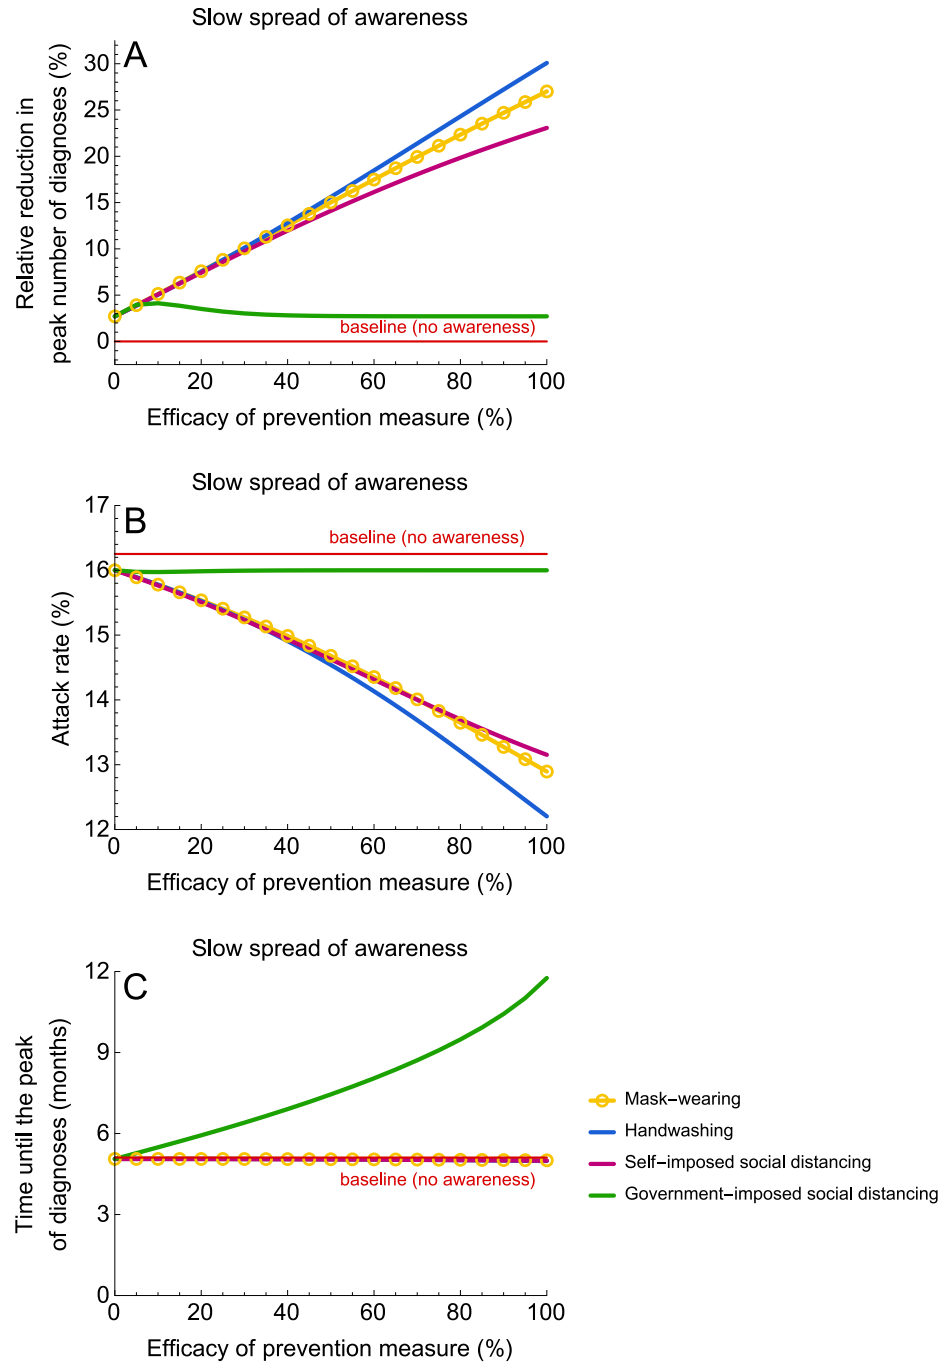 Slow spread of awareness
A
Relative reduction in
peak number of diagnoses (%)
30
25
20
15
10
5
0
baseline (no awareness)
0 20 40 60 80 100
Efficacy of prevention measure (%)
Slow spread of awareness
B
Attack rate (%)
17
16
15
14
13
12
baseline (no awareness)
0 20 40 60 80 100
Efficacy of prevention measure (%)
Slow spread of awareness
C
Time until the peak
of diagnoses (months)
12
9
6
3
0
baseline (no awareness)
0 20 40 60 80 100
Efficacy of prevention measure (%)
Mask−wearing
Handwashing
Self−imposed social distancing
Government−imposed social distancing